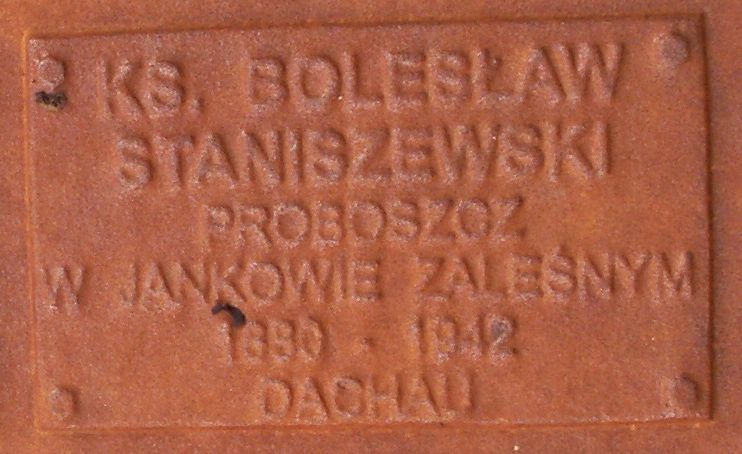 KS. BOLESŁAW
STANISZEWSKI
PROBOSZCZ
W JANKOWIE ZALEŚNYM
1880 - 1942
DACHAU